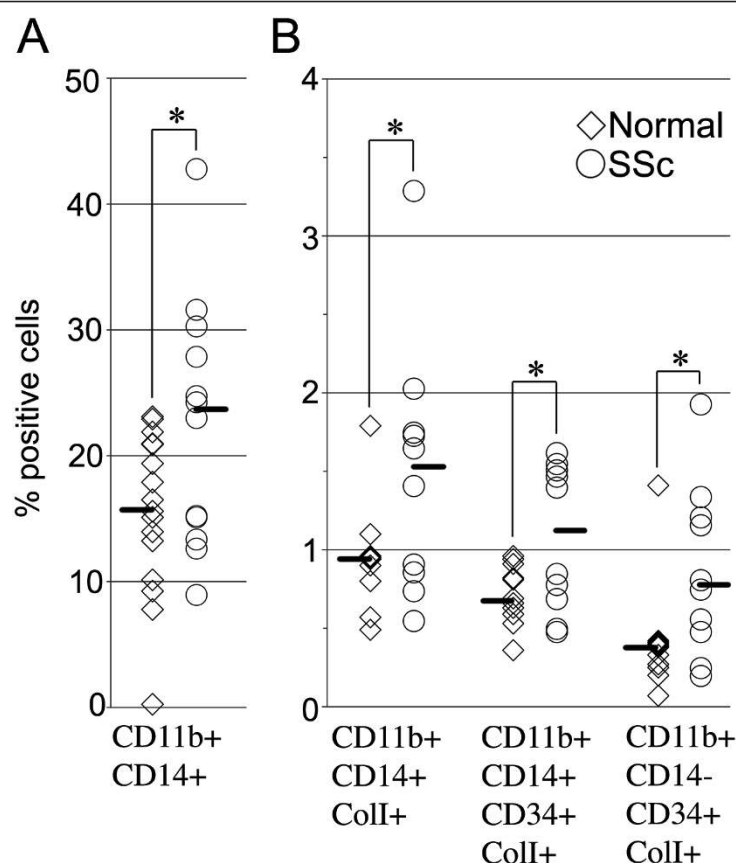 A
B
50
40
30
20
10
0
% positive cells
*
CD11b+
CD14+
4
3
2
1
0
◇Normal
○SSc
*
*
*
CD11b+
CD14+
ColI+
CD11b+
CD14+
CD34+
ColI+
CD11b+
CD14-
CD34+
ColI+